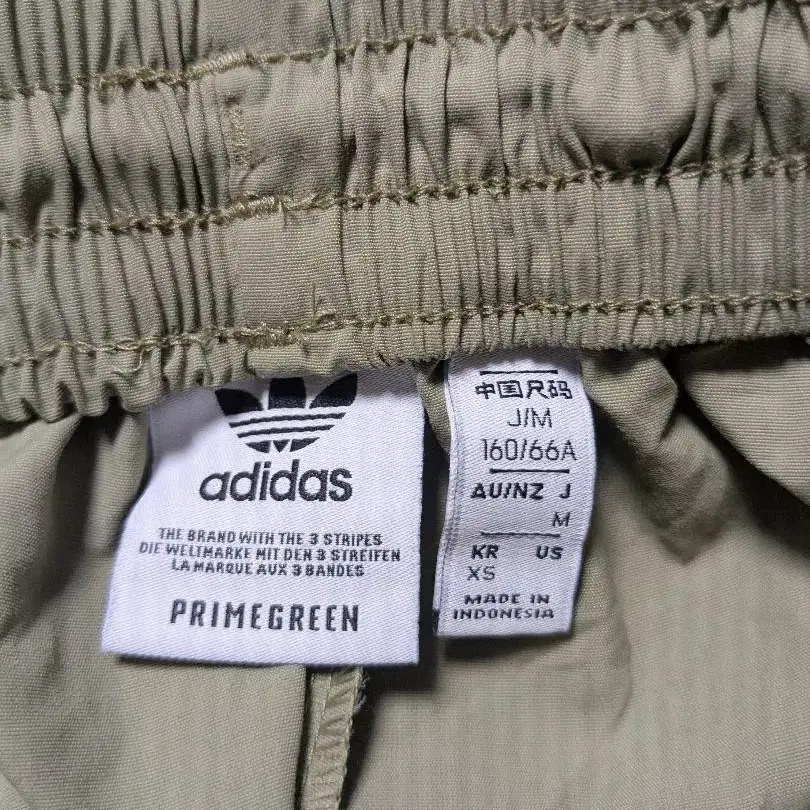 adidas
THE BRAND WITH THE 3 STRIPES
DIE WELTMARKE MIT DEN 3 STREIFEN
LA MARQUE AUX 3 BANDES
PRIMEGREEN
中国尺码
J/M
160/66A
AU/NZ J
M
KR US
XS
MADE IN
INDONESIA